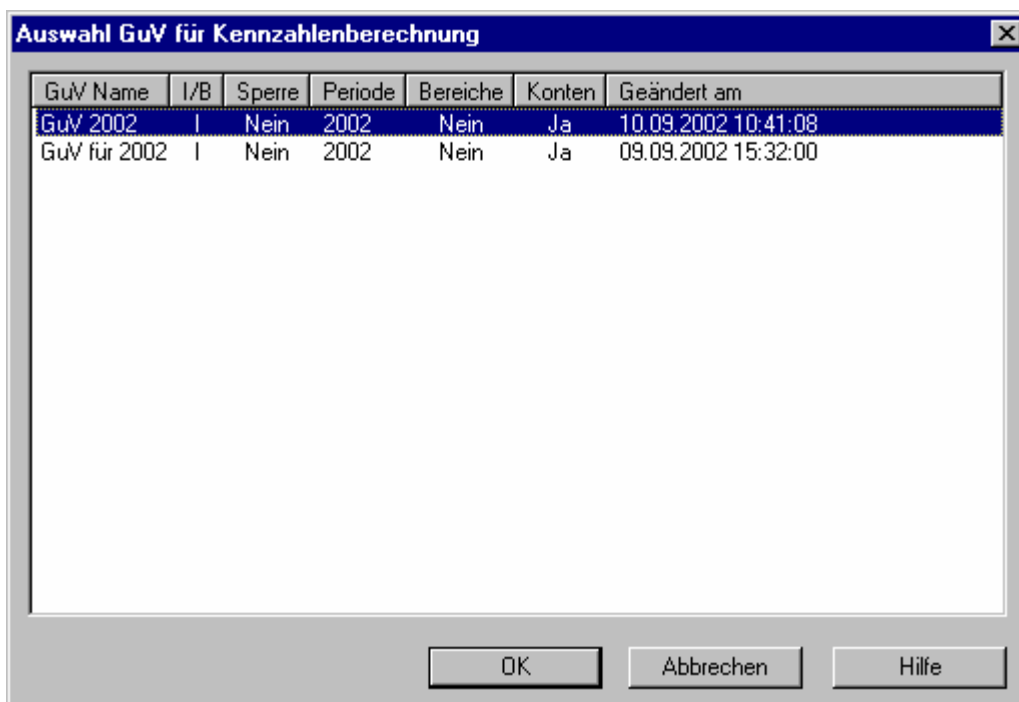 Auswahl GuV für Kennzahlenberechnung
GuV Name I/B Sperre Periode Bereiche Konten Geändert am
GuV 2002 I Nein 2002 Nein Ja 10.09.2002 10:41:08
GuV für 2002 I Nein 2002 Nein Ja 09.09.2002 15:32:00
OK Abbrechen Hilfe